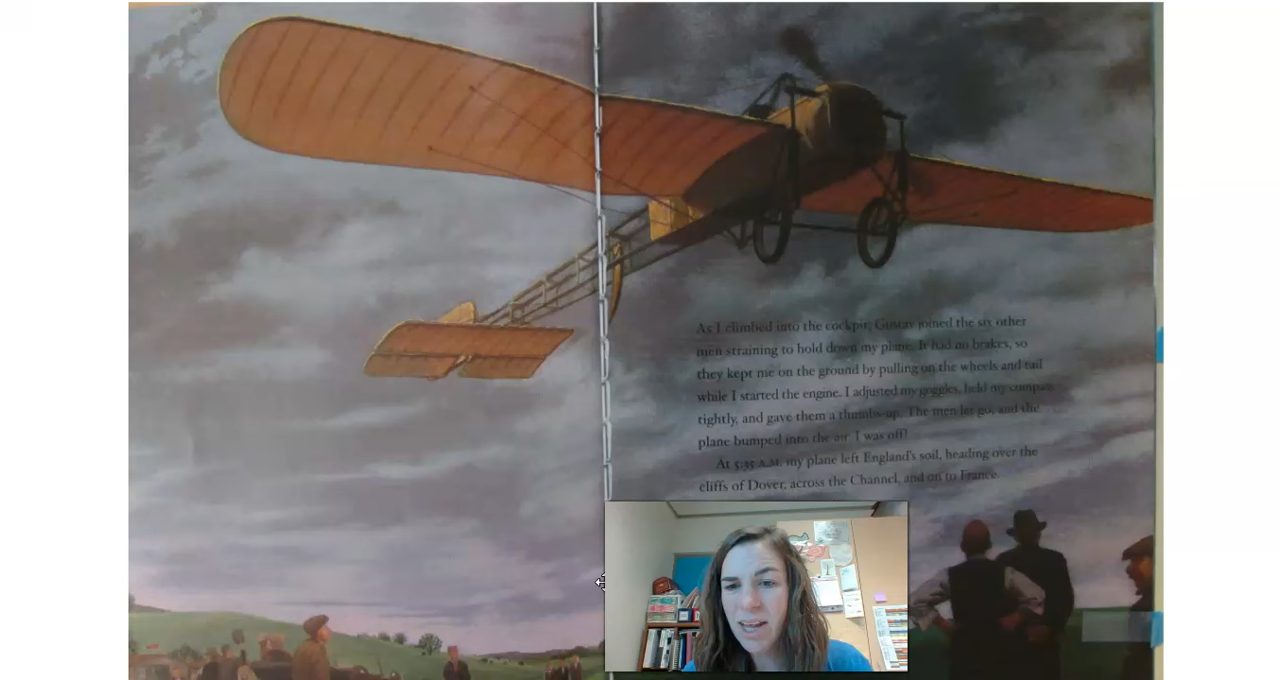 As I climbed into the cockpit, Gustav joined the six other
men straining to hold down my plane. It had no brakes, so
they kept me on the ground by pulling on the wheels and tail
while I started the engine. I adjusted my goggles, held my compass
tightly, and gave them a thumbs-up. The men let go, and the
plane bumped into the air. I was off!
At 5:35 A.M. my plane left England's soil, heading over the
cliffs of Dover, across the Channel, and on to France.